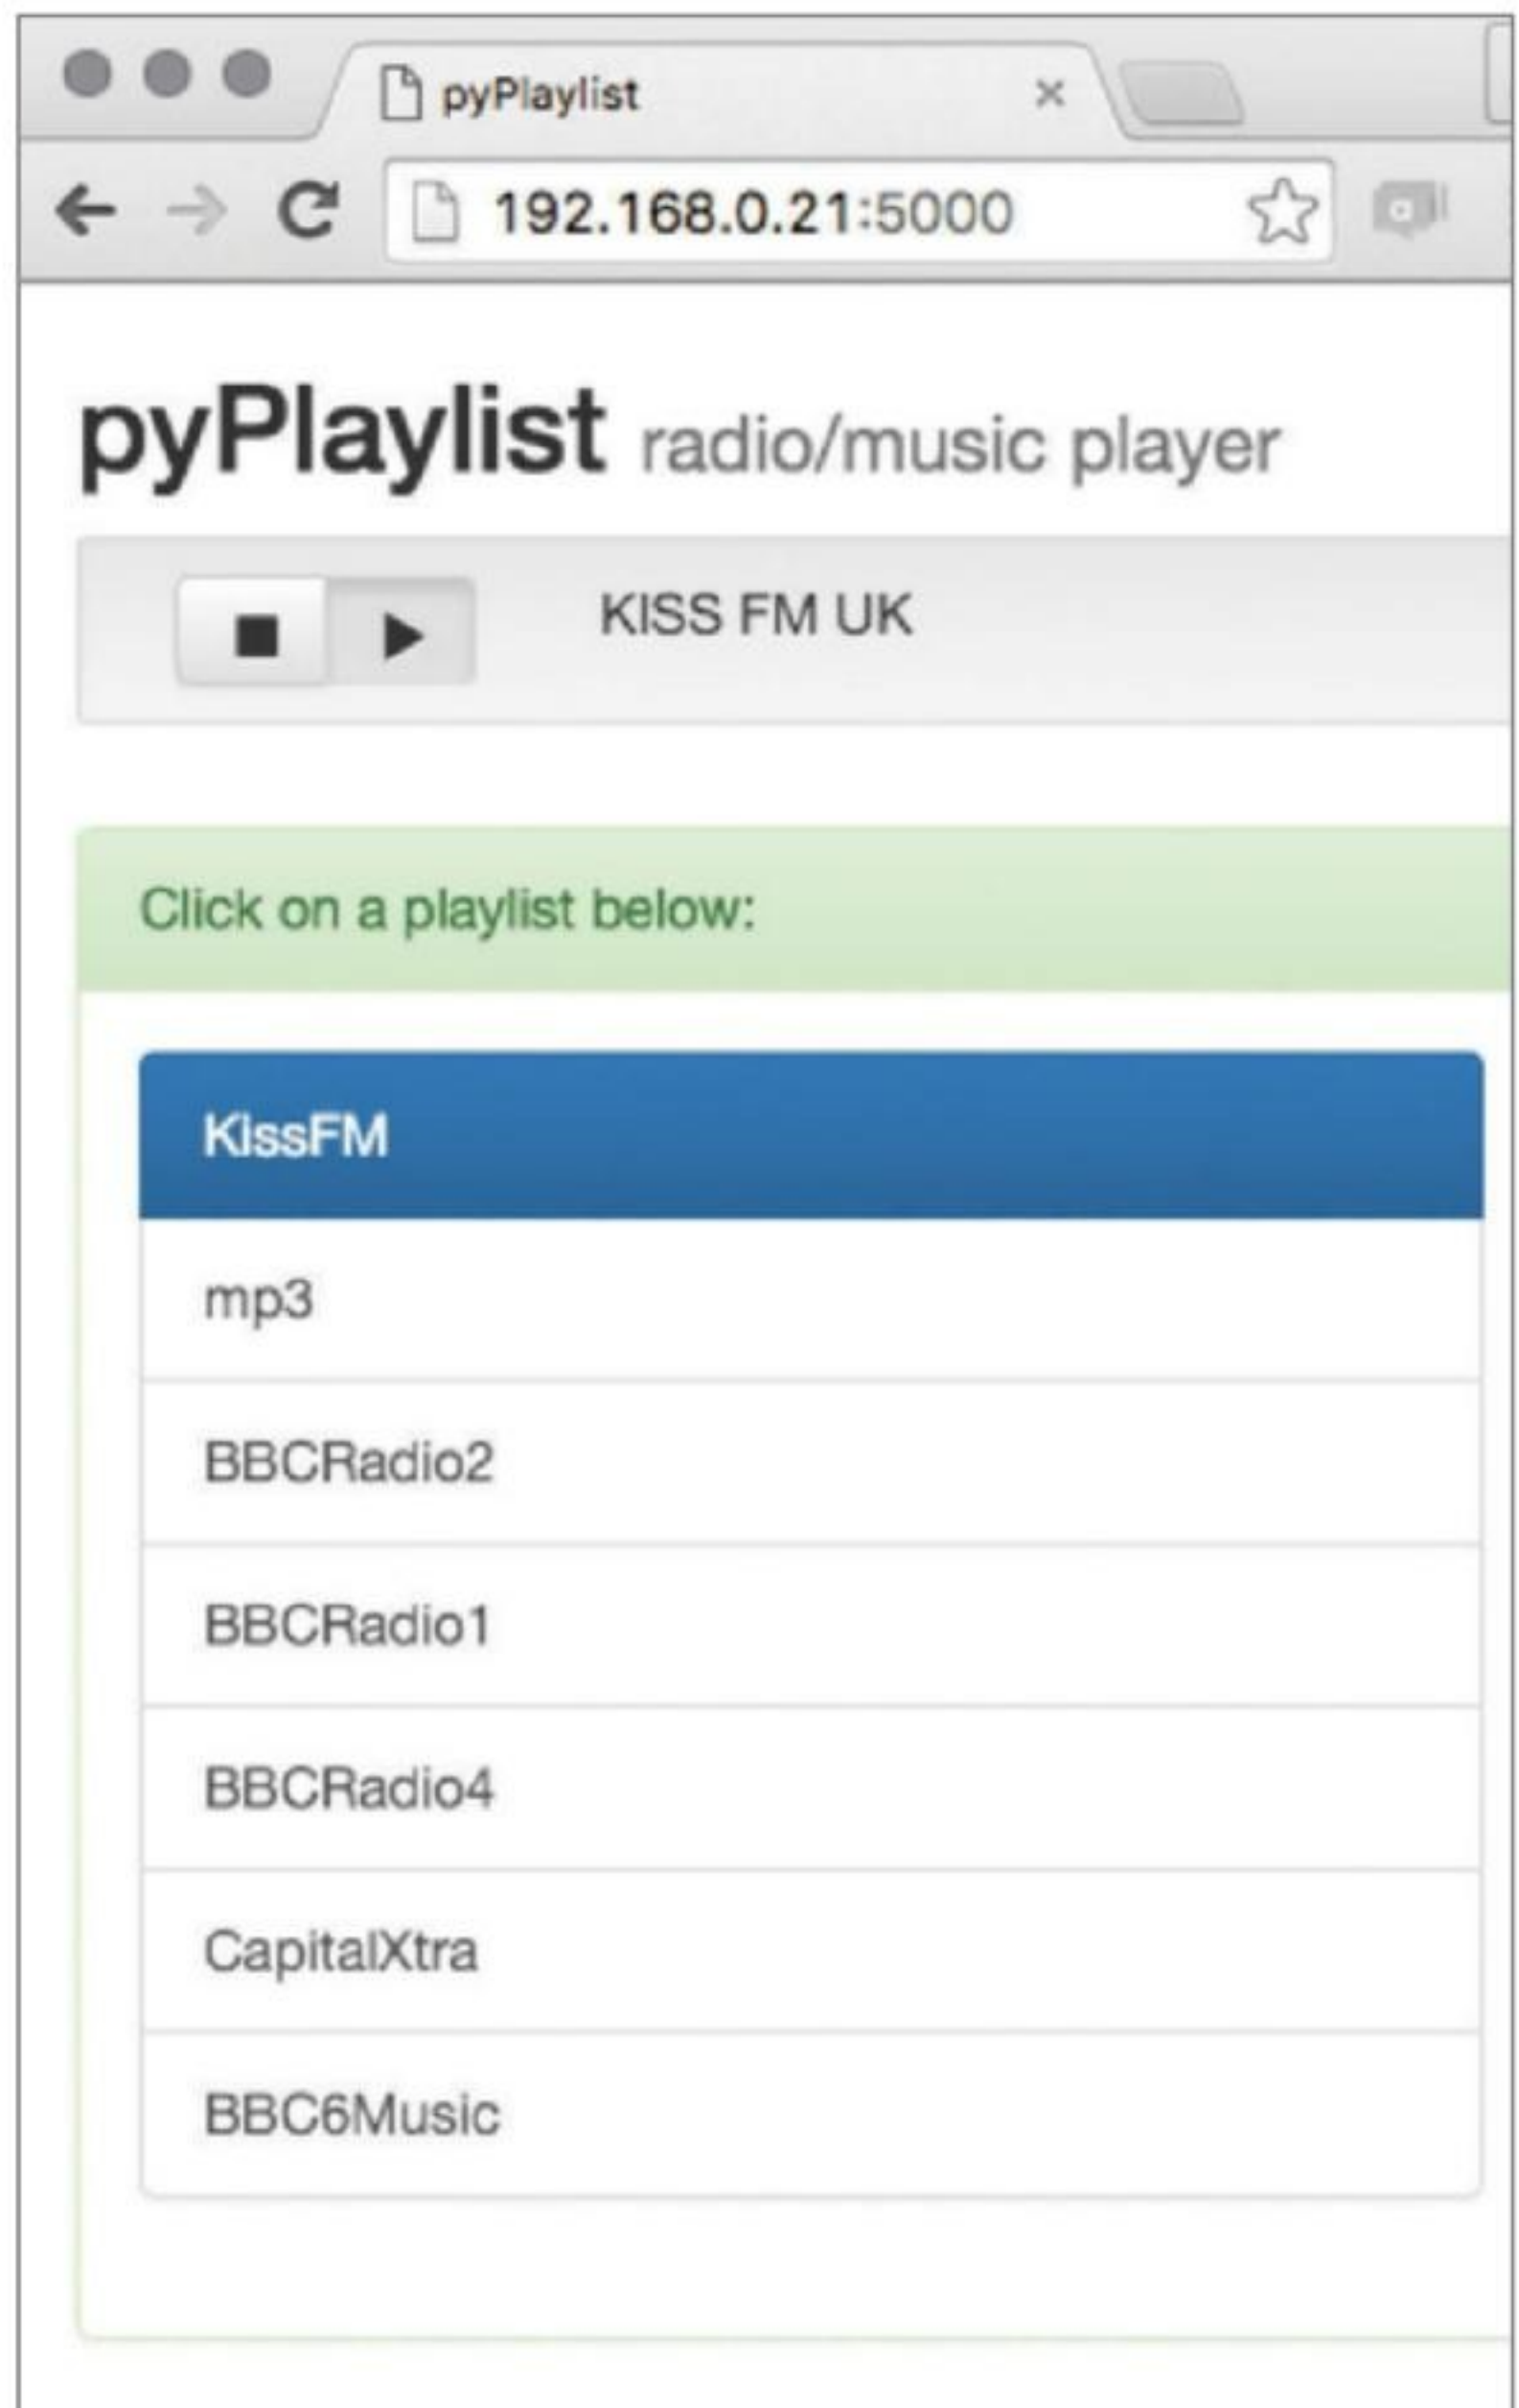 pyPlaylist
192.168.0.21:5000
pyPlaylist radio/music player
KISS FM UK
Click on a playlist below:
KissFM
mp3
BBCRadio2
BBCRadio1
BBCRadio4
CapitalXtra
BBC6Music